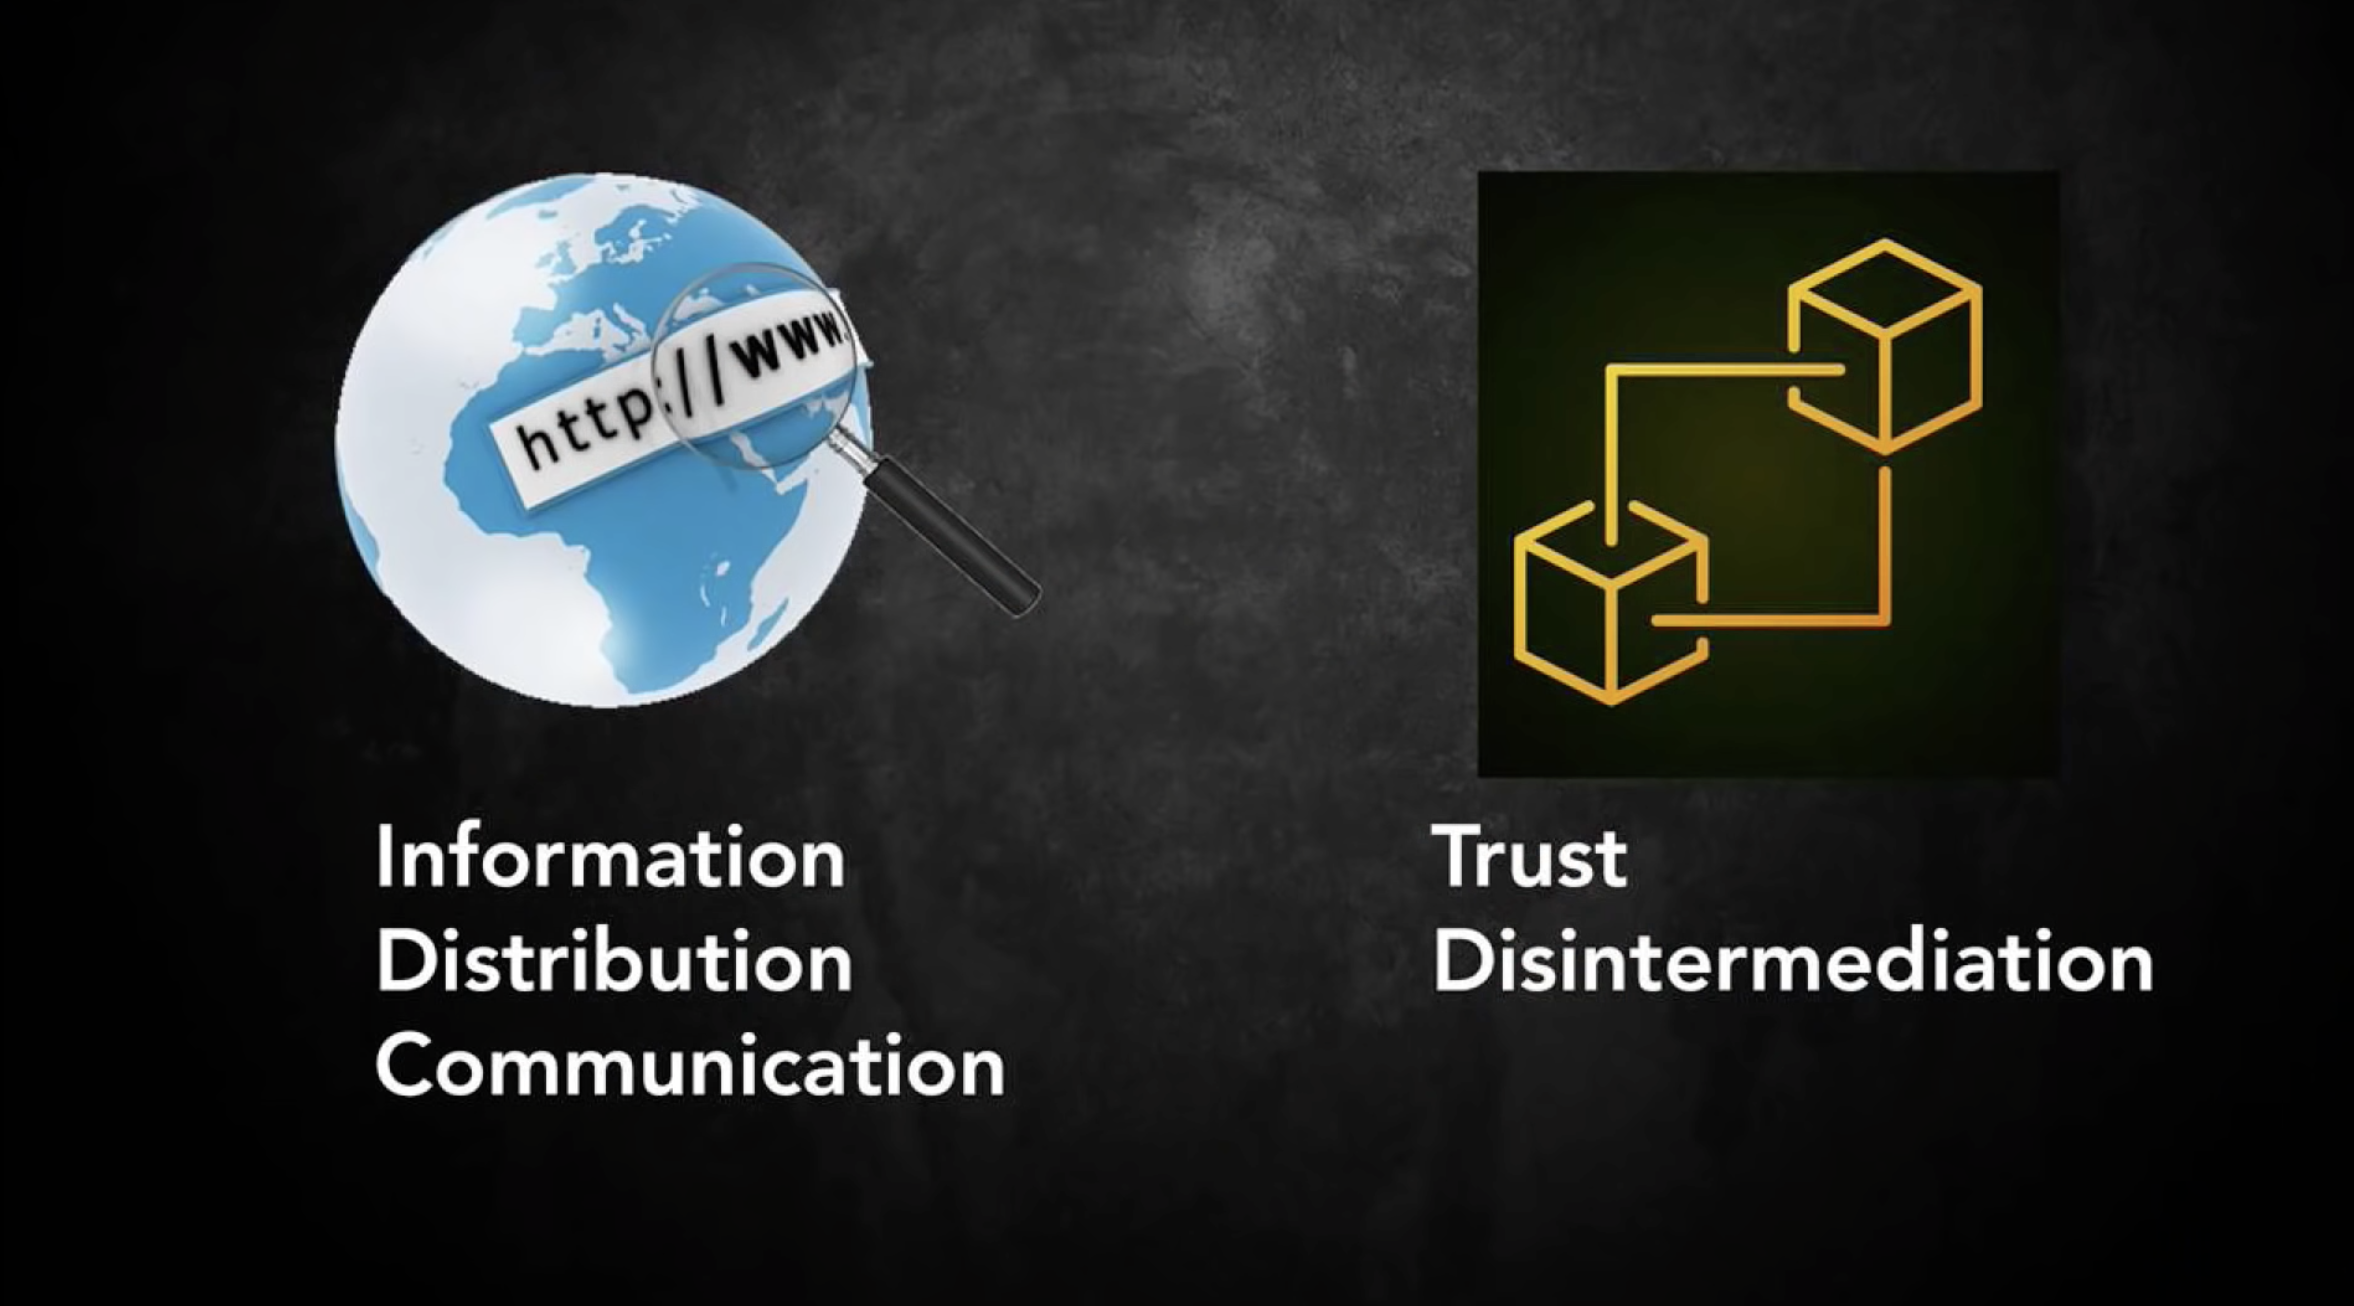 http://www.
Information
Distribution
Communication
Trust
Disintermediation